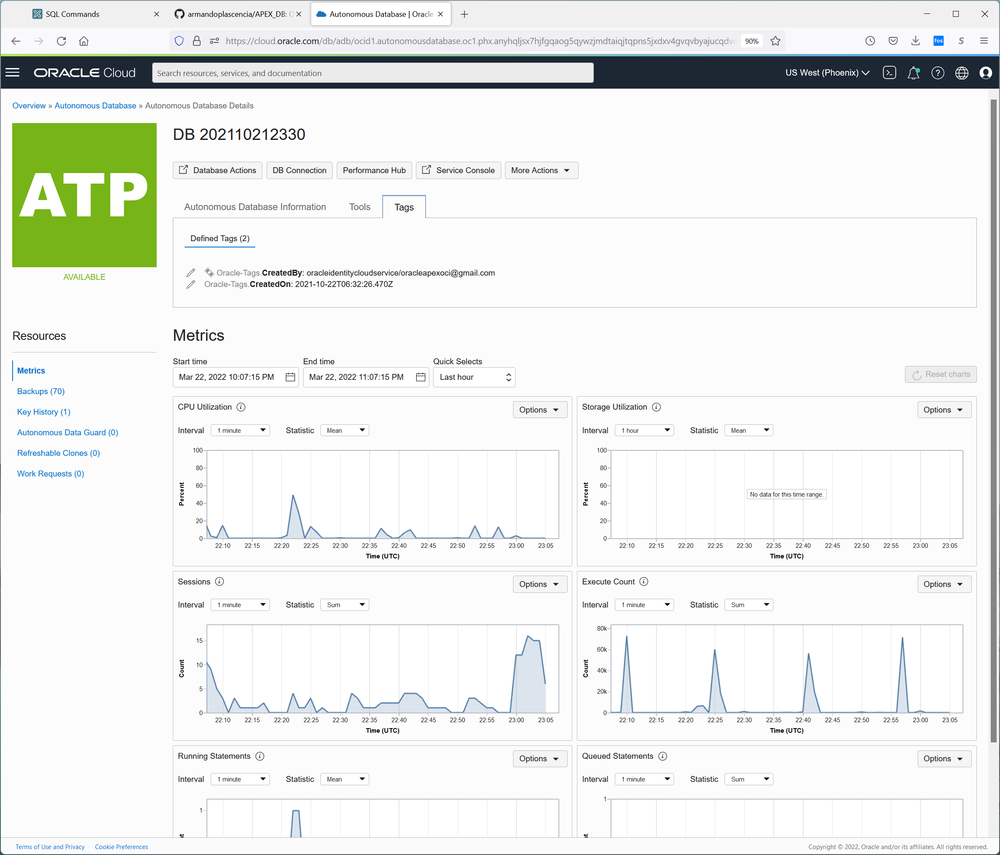 SQL Commands
armandoplascencia/APEX_DB: O
Autonomous Database | Oracle
https://cloud.oracle.com/db/adb/ocid1.autonomousdatabase.oc1.phx.anyhqljsx7hjfgqaog5qywzjmdtaiqjtqpns5jxdxv4gvqvbyajucqdvc
90%
fos
S
ORACLE Cloud
Search resources, services, and documentation
US West (Phoenix)
Overview » Autonomous Database » Autonomous Database Details
ATP
AVAILABLE
DB 202110212330
Database Actions
DB Connection
Performance Hub
Service Console
More Actions
Autonomous Database Information
Tools
Tags
Defined Tags (2)
Oracle-Tags.CreatedBy: oracleidentitycloudservice/oracleapexoci@gmail.com
Oracle-Tags.CreatedOn: 2021-10-22T06:32:26.470Z
Resources
Metrics
Backups (70)
Key History (1)
Autonomous Data Guard (0)
Refreshable Clones (0)
Work Requests (0)
Metrics
Start time
End time
Quick Selects
Mar 22, 2022 10:07:15 PM
Mar 22, 2022 11:07:15 PM
Last hour
Reset charts
CPU Utilization
Options
Interval 1 minute Statistic Mean
100
80
60
40
20
0
Percent
22:10 22:15 22:20 22:25 22:30 22:35 22:40 22:45 22:50 22:55 23:00 23:05
Time (UTC)
Storage Utilization
Options
Interval 1 hour Statistic Mean
100
80
60
40
20
0
Percent
No data for this time range.
22:10 22:15 22:20 22:25 22:30 22:35 22:40 22:45 22:50 22:55 23:00 23:05
Time (UTC)
Sessions
Options
Interval 1 minute Statistic Sum
15
10
5
0
Count
22:10 22:15 22:20 22:25 22:30 22:35 22:40 22:45 22:50 22:55 23:00 23:05
Time (UTC)
Execute Count
Options
Interval 1 minute Statistic Sum
80k
60k
40k
20k
0
Count
22:10 22:15 22:20 22:25 22:30 22:35 22:40 22:45 22:50 22:55 23:00 23:05
Time (UTC)
Running Statements
Options
Interval 1 minute Statistic Mean
1
Queued Statements
Options
Interval 1 minute Statistic Sum
1
Terms of Use and Privacy
Cookie Preferences
Copyright © 2022, Oracle and/or its affiliates. All rights reserved.